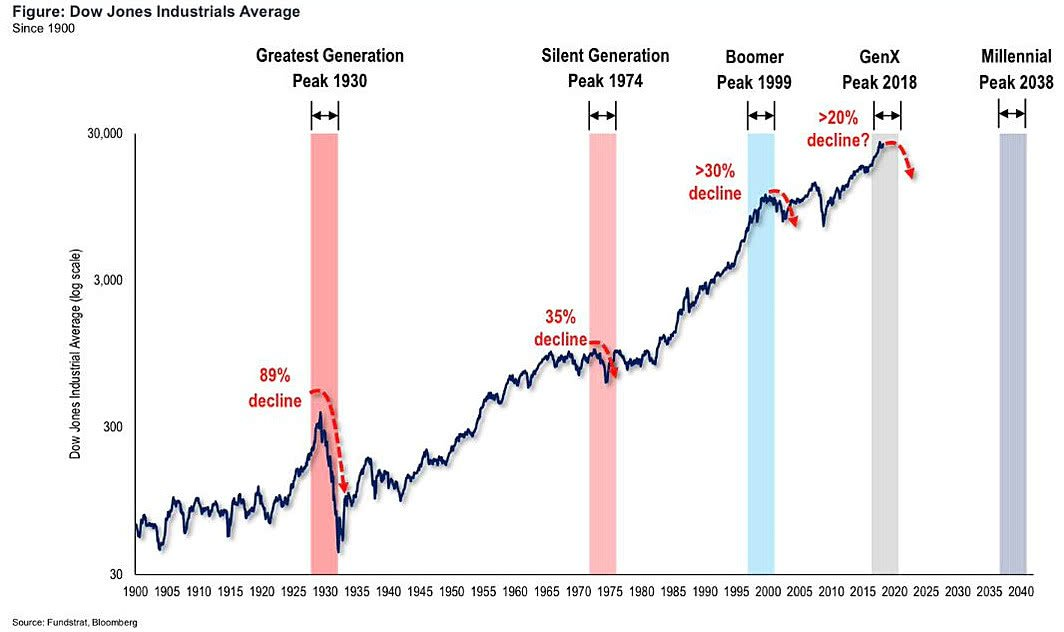 Figure: Dow Jones Industrials Average
Since 1900
Greatest Generation
Peak 1930
Silent Generation
Peak 1974
Boomer
Peak 1999
GenX
Peak 2018
Millennial
Peak 2038
>20%
decline?
>30%
decline
35%
decline
89%
decline
30,000
3,000
300
30
Dow Jones Industrial Average (log scale)
1900 1905 1910 1915 1920 1925 1930 1935 1940 1945 1950 1955 1960 1965 1970 1975 1980 1985 1990 1995 2000 2005 2010 2015 2020 2025 2030 2035 2040
Source: Fundstrat, Bloomberg